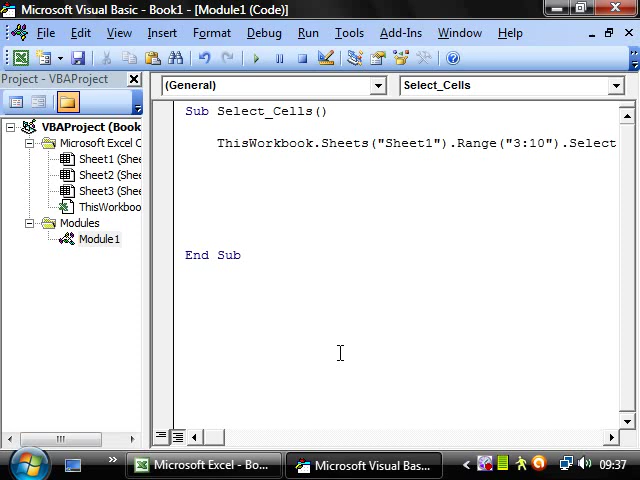 Microsoft Visual Basic - Book1 - [Module1 (Code)]
File Edit View Insert Format Debug Run Tools Add-Ins Window Help
Project - VBAProject
(General)
Select_Cells
VBAProject (Book
Microsoft Excel O
Sheet1 (Shee
Sheet2 (Shee
Sheet3 (Shee
ThisWorkboo
Modules
Module1
Sub Select_Cells()
ThisWorkbook.Sheets("Sheet1").Range("3:10").Select
End Sub
Microsoft Excel - Bo...
Microsoft Visual Bas...
09:37